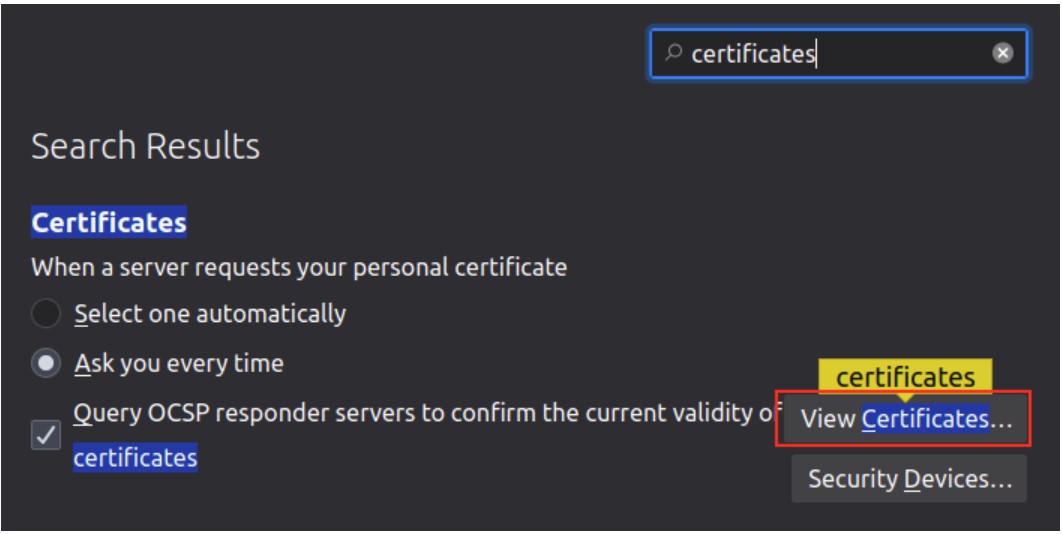 certificates
Search Results
Certificates
When a server requests your personal certificate
Select one automatically
Ask you every time
certificates
Query OCSP responder servers to confirm the current validity of
certificates
View Certificates...
Security Devices...